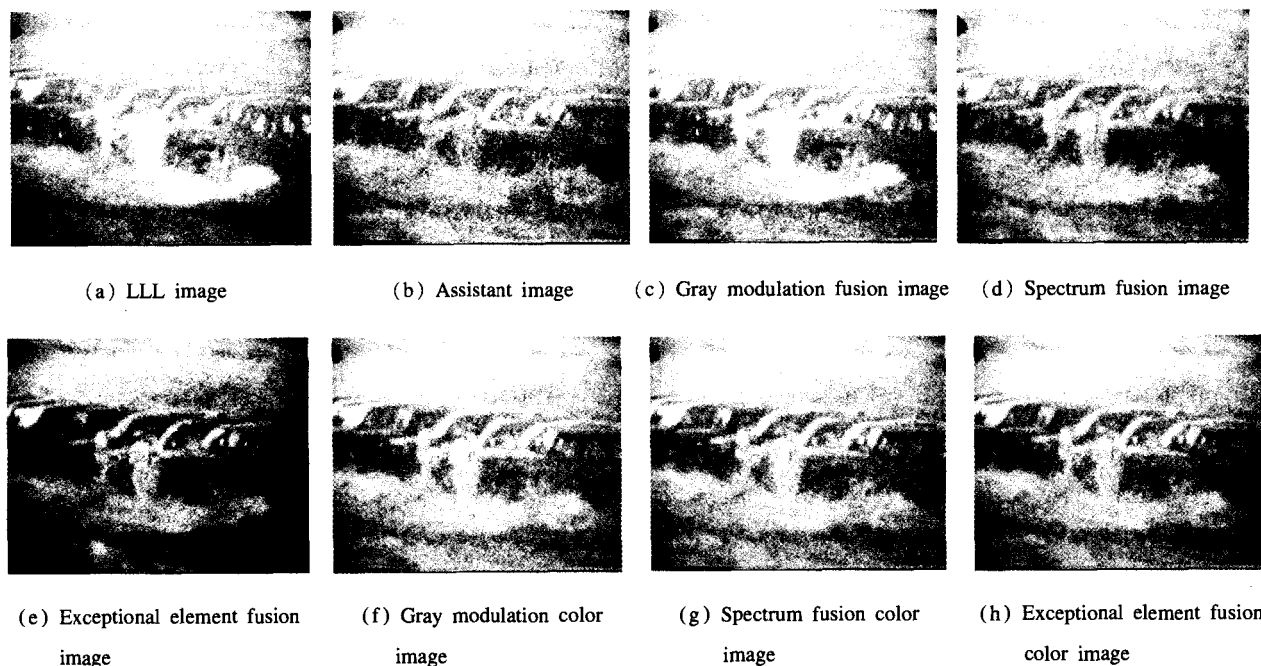 (a) LLL image
(b) Assistant image
(c) Gray modulation fusion image
(d) Spectrum fusion image
(e) Exceptional element fusion
image
(f) Gray modulation color
image
(g) Spectrum fusion color
image
(h) Exceptional element fusion
color image